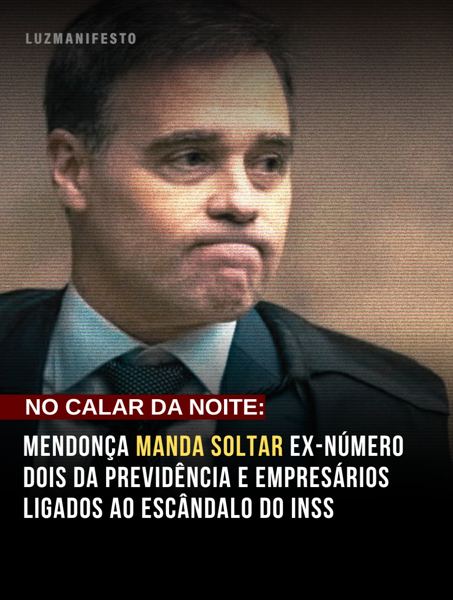 LUZMANIFESTO
NO CALAR DA NOITE:
MENDONÇA MANDA SOLTAR EX-NÚMERO
DOIS DA PREVIDÊNCIA E EMPRESÁRIOS
LIGADOS AO ESCÂNDALO DO INSS